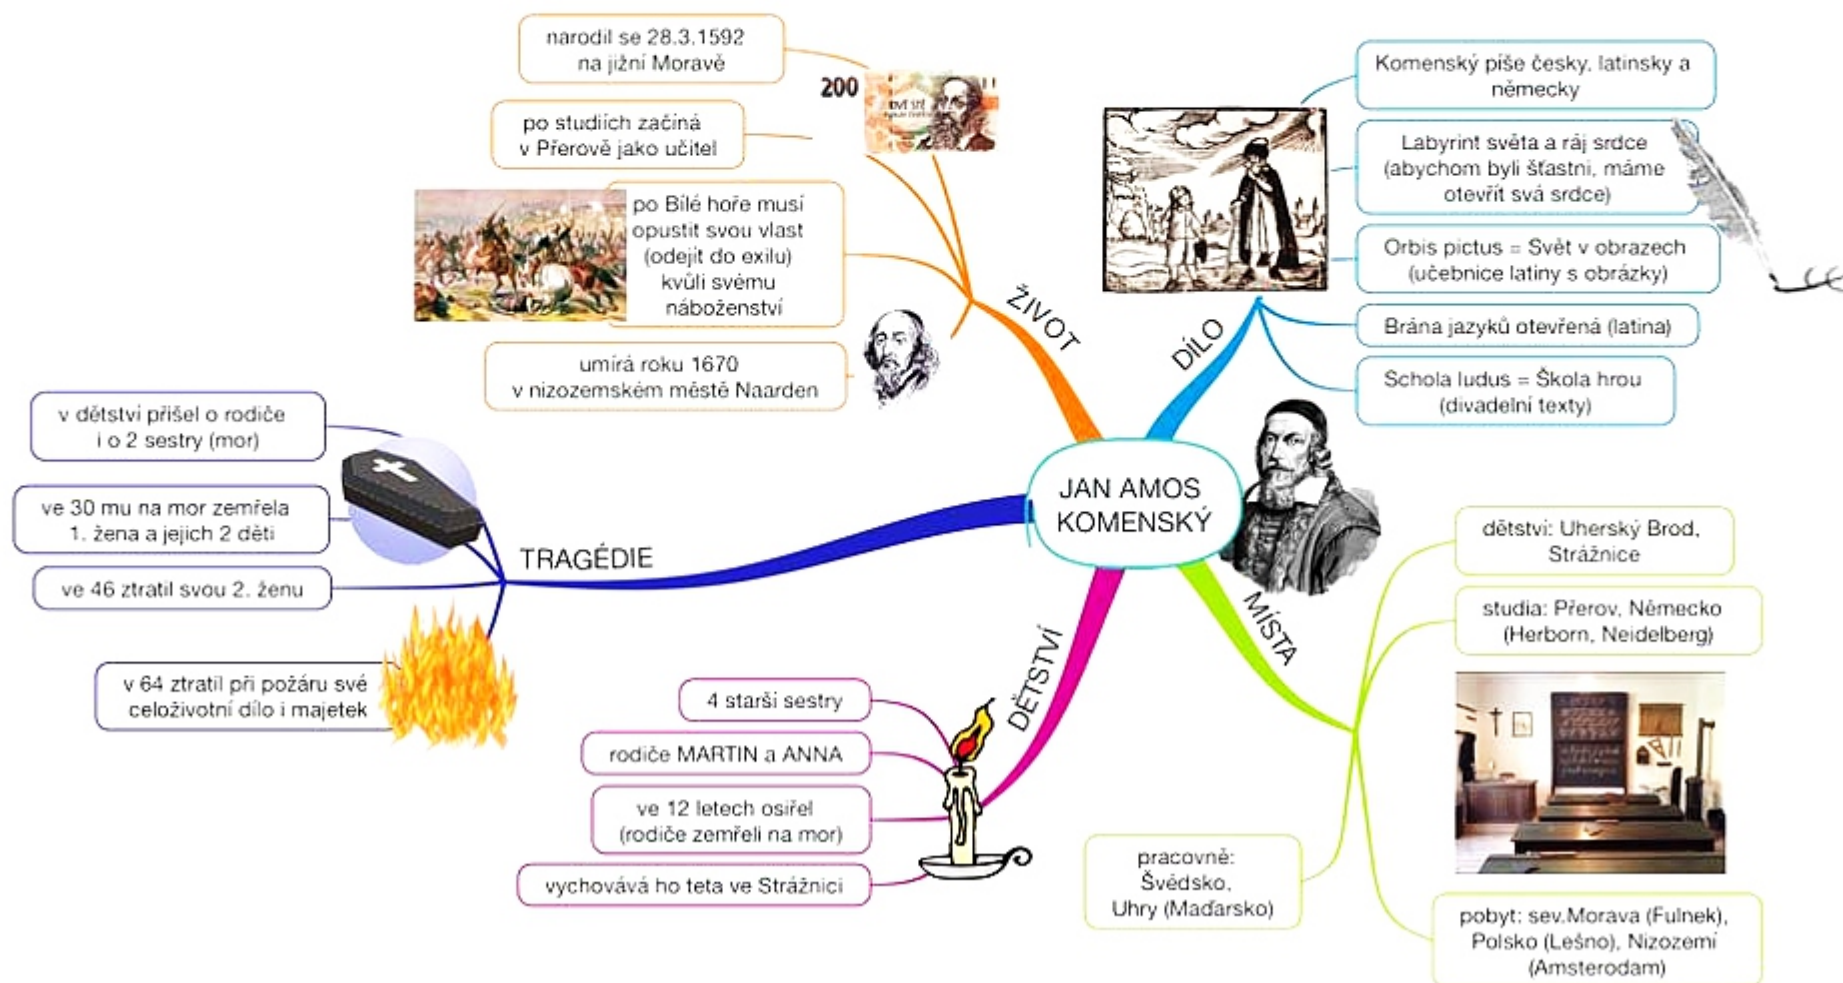 JAN AMOS
KOMENSKÝ
ŽIVOT
narodil se 28.3.1592
na jižní Moravě
200
po studiích začíná
v Přerově jako učitel
po Bílé hoře musí
opustit svou vlast
(odejít do exilu)
kvůli svému
náboženství
umírá roku 1670
v nizozemském městě Naarden
DÍLO
Komenský píše česky, latinsky a
německy
Labyrint světa a ráj srdce
(abychom byli šťastni, máme
otevřít svá srdce)
Orbis pictus = Svět v obrazech
(učebnice latiny s obrázky)
Brána jazyků otevřená (latina)
Schola ludus = Škola hrou
(divadelní texty)
TRAGÉDIE
v dětství přišel o rodiče
i o 2 sestry (mor)
ve 30 mu na mor zemřela
1. žena a jejich 2 děti
ve 46 ztratil svou 2. ženu
v 64 ztratil při požáru své
celoživotní dílo i majetek
DĚTSTVÍ
4 starší sestry
rodiče MARTIN a ANNA
ve 12 letech osiřel
(rodiče zemřeli na mor)
vychovává ho teta ve Strážnici
MÍSTA
dětství: Uherský Brod,
Strážnice
studia: Přerov, Německo
(Herborn, Neidelberg)
pracovně:
Švédsko,
Uhry (Maďarsko)
pobyt: sev.Morava (Fulnek),
Polsko (Lešno), Nizozemí
(Amsterodam)